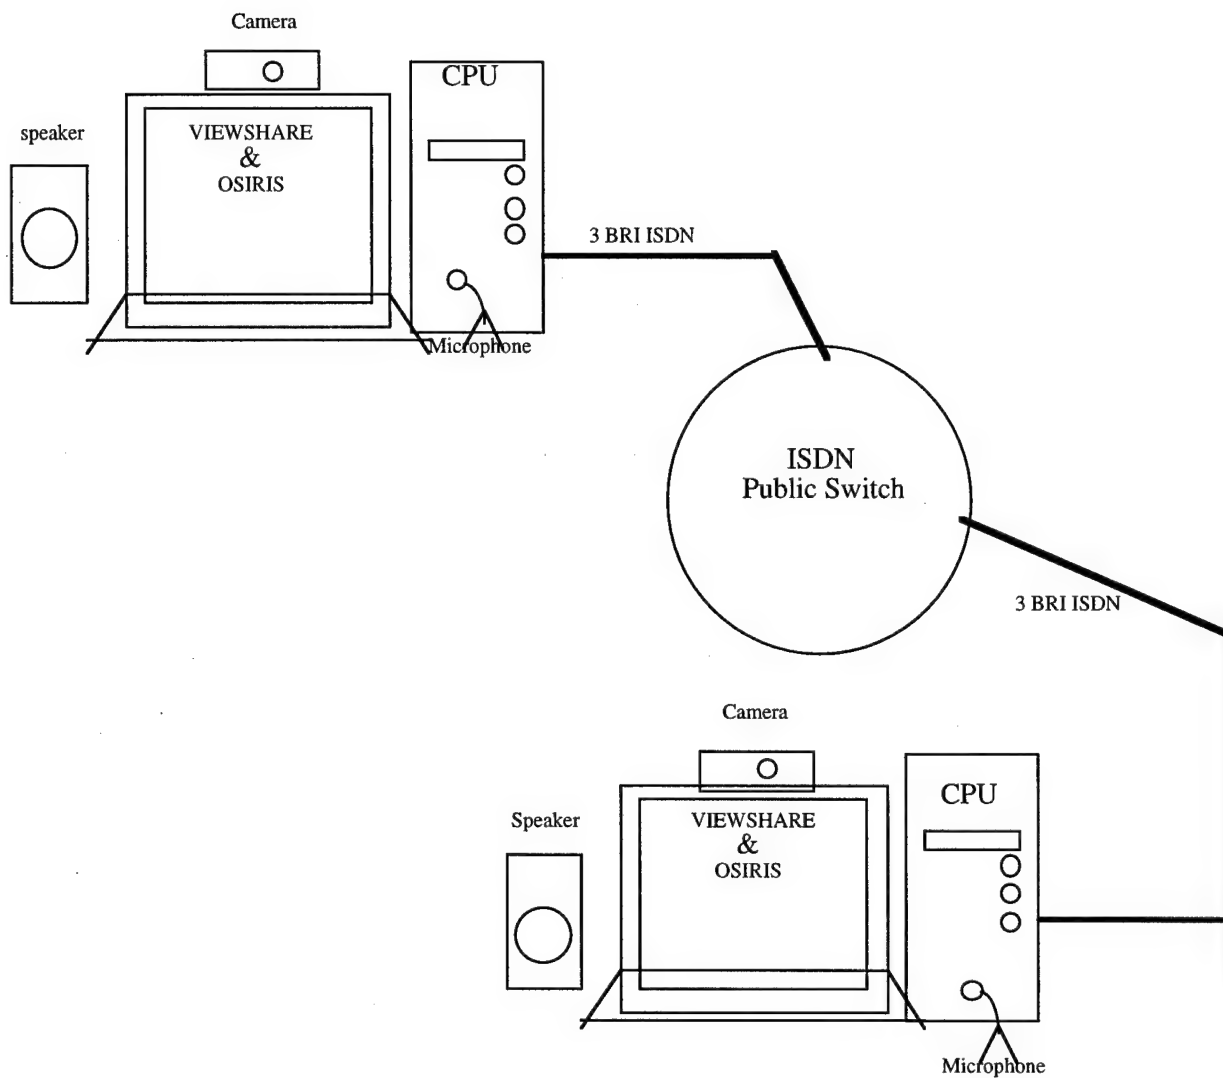 Camera
CPU
speaker
VIEWSHARE
&
OSIRIS
3 BRI ISDN
Microphone
ISDN
Public Switch
3 BRI ISDN
Camera
CPU
Speaker
VIEWSHARE
&
OSIRIS
Microphone